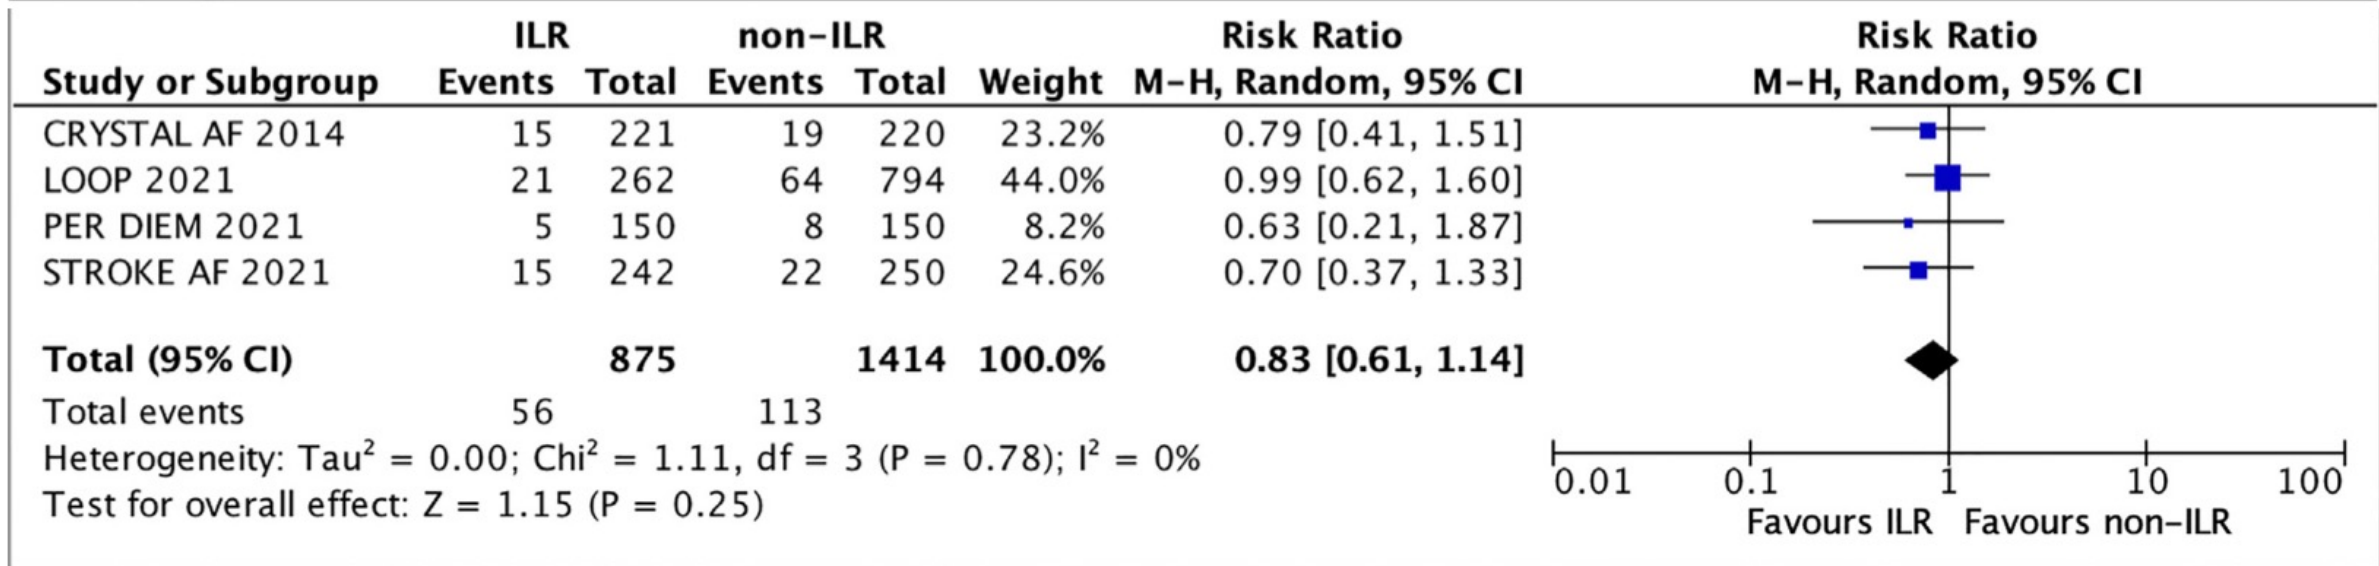 ILR non-ILR Risk Ratio Risk Ratio
Study or Subgroup Events Total Events Total Weight M-H, Random, 95% CI M-H, Random, 95% CI
CRYSTAL AF 2014 15 221 19 220 23.2% 0.79 [0.41, 1.51]
LOOP 2021 21 262 64 794 44.0% 0.99 [0.62, 1.60]
PER DIEM 2021 5 150 8 150 8.2% 0.63 [0.21, 1.87]
STROKE AF 2021 15 242 22 250 24.6% 0.70 [0.37, 1.33]
Total (95% CI) 875 1414 100.0% 0.83 [0.61, 1.14]
Total events 56 113
Heterogeneity: Tau² = 0.00; Chi² = 1.11, df = 3 (P = 0.78); I² = 0%
Test for overall effect: Z = 1.15 (P = 0.25)
0.01 0.1 1 10 100
Favours ILR Favours non-ILR